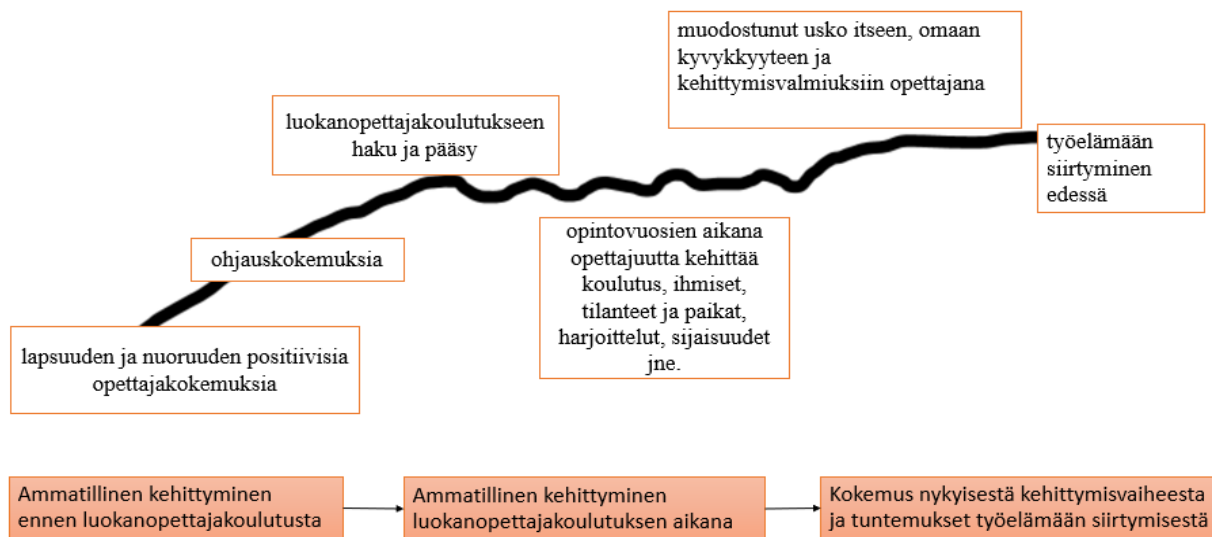 muodostunut usko itseen, omaan
kyvykkyyteen ja
kehittymisvalmiuksiin opettajana
luokanopettajakoulutukseen
haku ja pääsy
työelämään
siirtyminen
edessä
ohjauskokemuksia
opintovuosien aikana
opettajuutta kehittää
koulutus, ihmiset,
tilanteet ja paikat,
harjoittelut, sijaisuudet
jne.
lapsuuden ja nuoruuden positiivisia
opettajakokemuksia
Ammatillinen kehittyminen
ennen luokanopettajakoulutusta
Ammatillinen kehittyminen
luokanopettajakoulutuksen aikana
Kokemus nykyisestä kehittymisvaiheesta
ja tuntemukset työelämään siirtymisestä